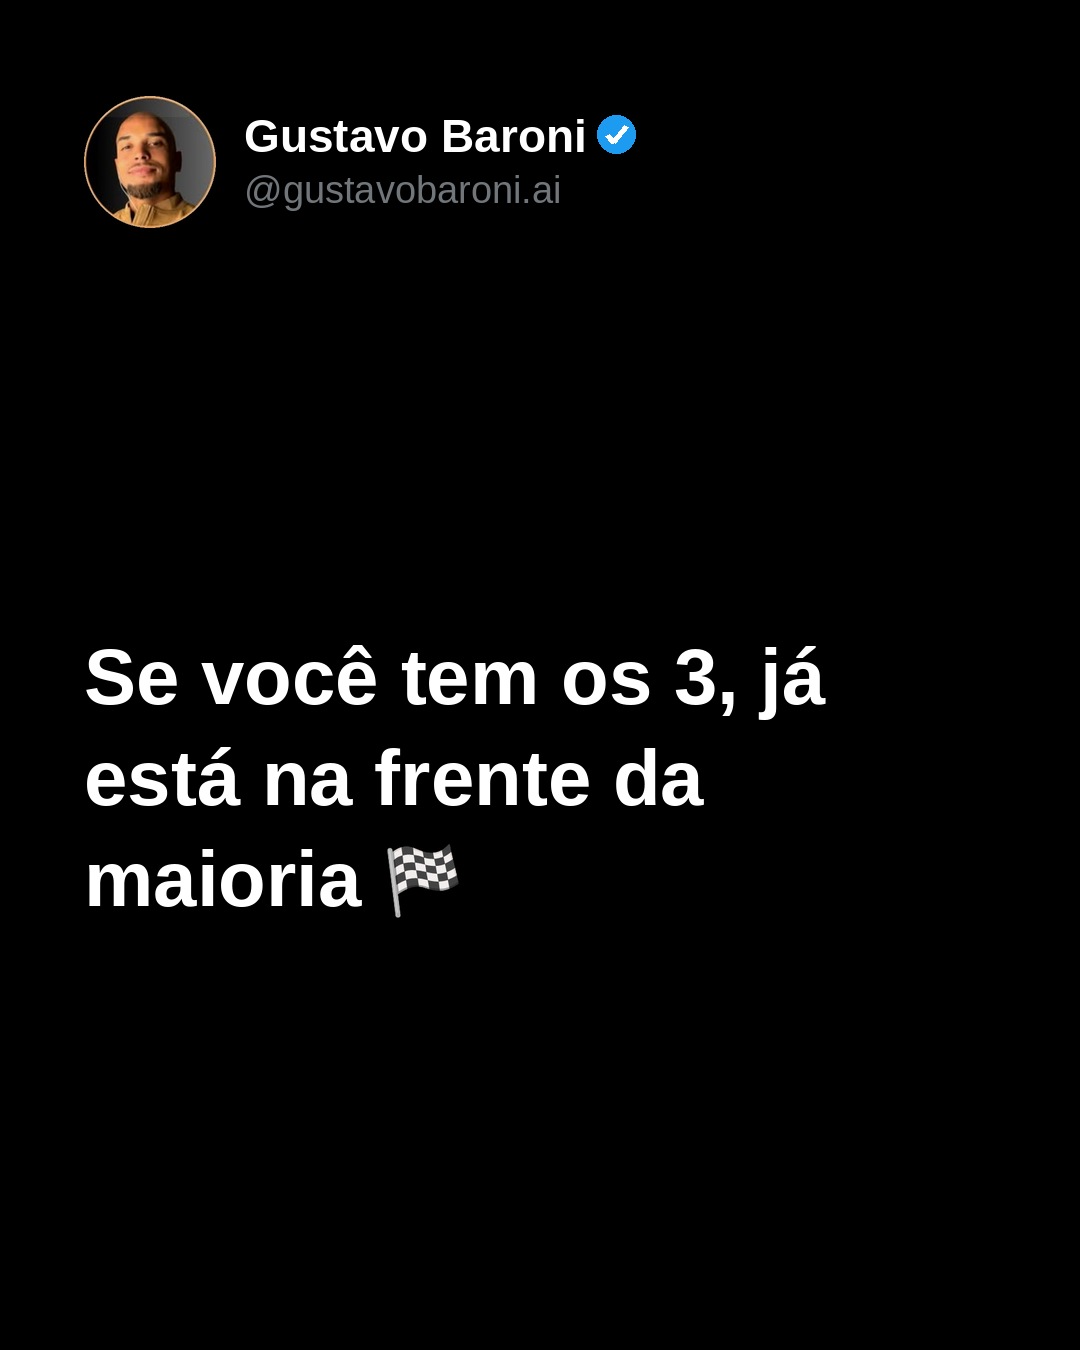 Gustavo Baroni
@gustavobaroni.ai
Se você tem os 3, já
está na frente da
maioria 🏁